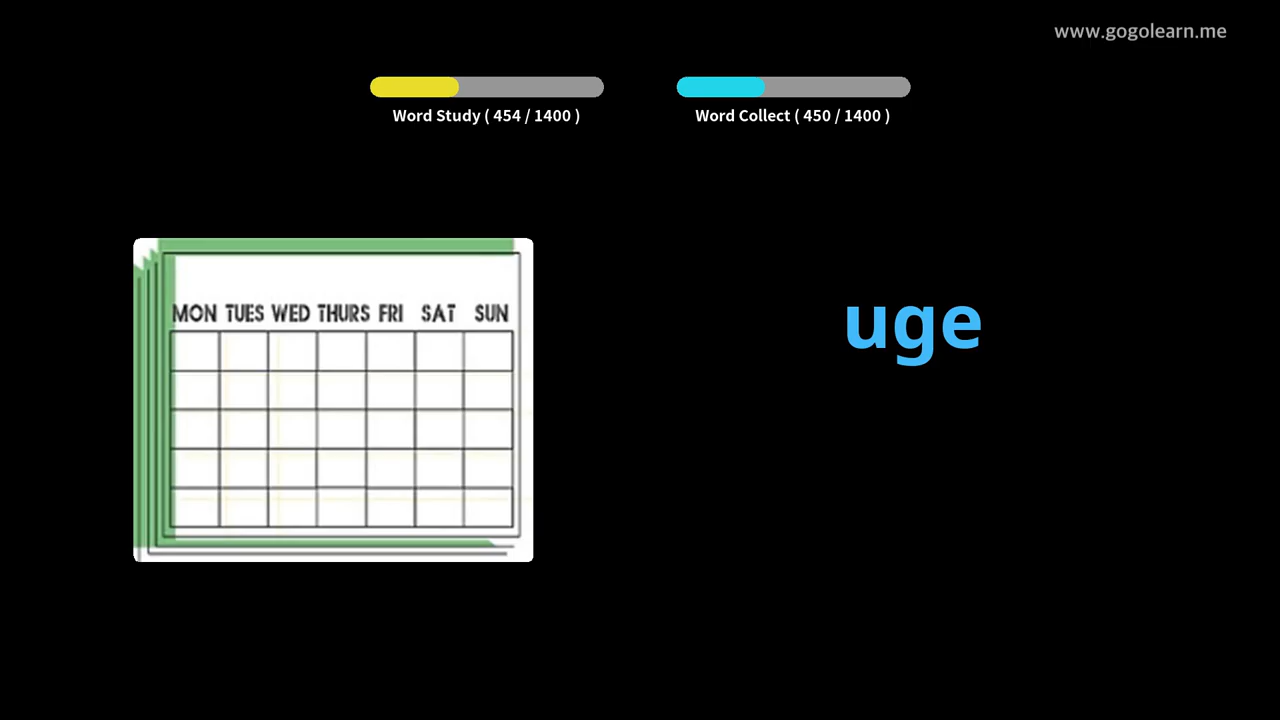 www.gogolearn.me
Word Study ( 454 / 1400 )
Word Collect ( 450 / 1400 )
MON TUES WED THURS FRI SAT SUN
uge